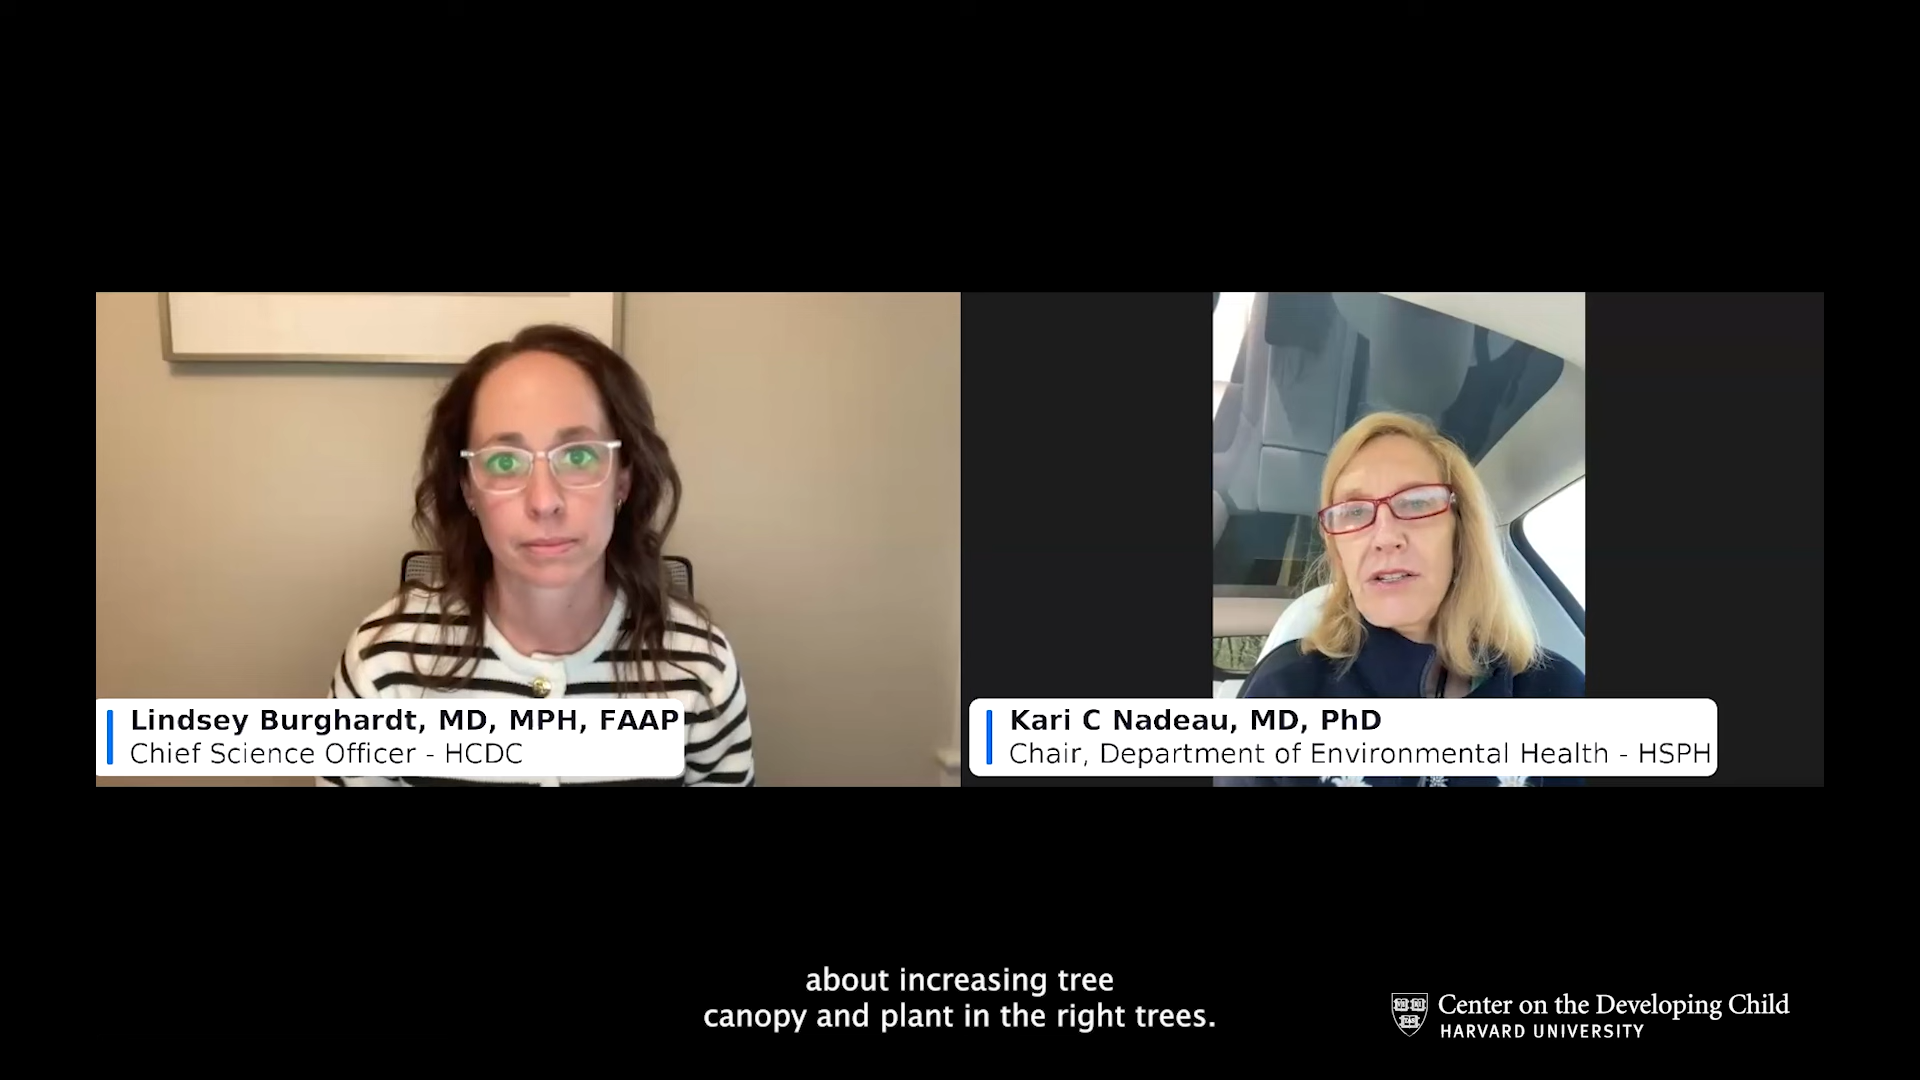 Lindsey Burghardt, MD, MPH, FAAP
Chief Science Officer - HCDC
Kari C Nadeau, MD, PhD
Chair, Department of Environmental Health - HSPH
about increasing tree
canopy and plant in the right trees.
Center on the Developing Child
HARVARD UNIVERSITY